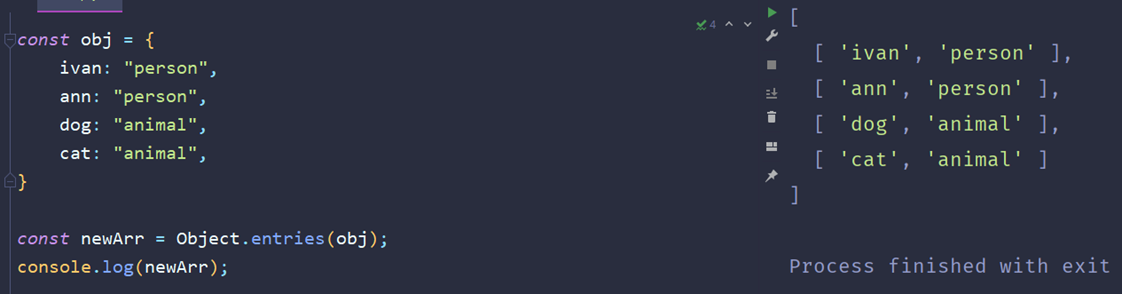 const obj = {
    ivan: "person",
    ann: "person",
    dog: "animal",
    cat: "animal",
}
const newArr = Object.entries(obj);
console.log(newArr);
4
[
  [ 'ivan', 'person' ],
  [ 'ann', 'person' ],
  [ 'dog', 'animal' ],
  [ 'cat', 'animal' ]
]
Process finished with exit